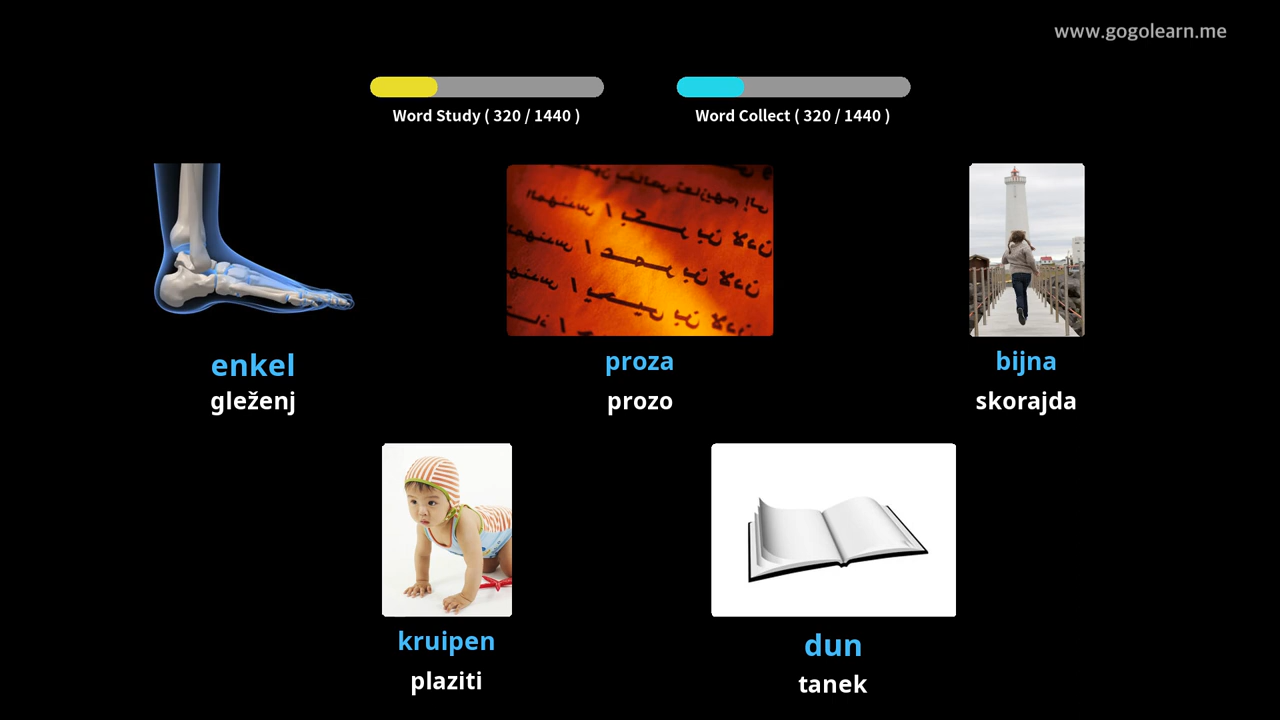 www.gogolearn.me
Word Study ( 320 / 1440 )
Word Collect ( 320 / 1440 )
enkel
gleženj
proza
prozo
bijna
skorajda
kruipen
plaziti
dun
tanek